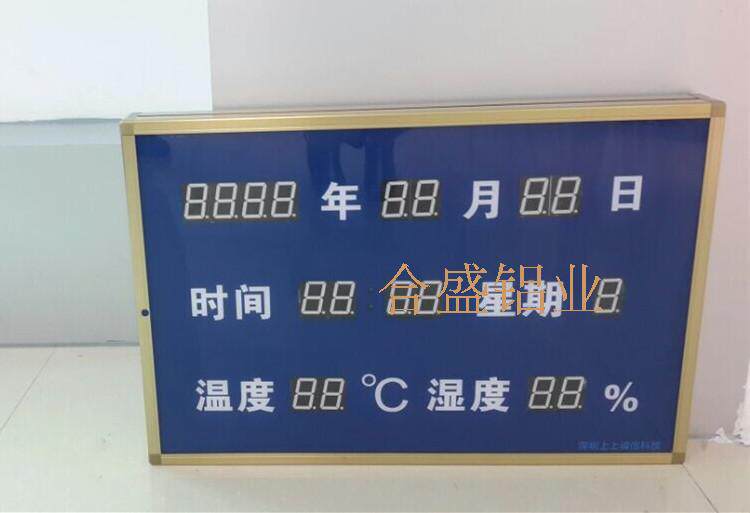 8888 年 88 月 88 日
时间 88 : 88 星期 8
合盛铝业
温度 88 ℃ 湿度 88 %